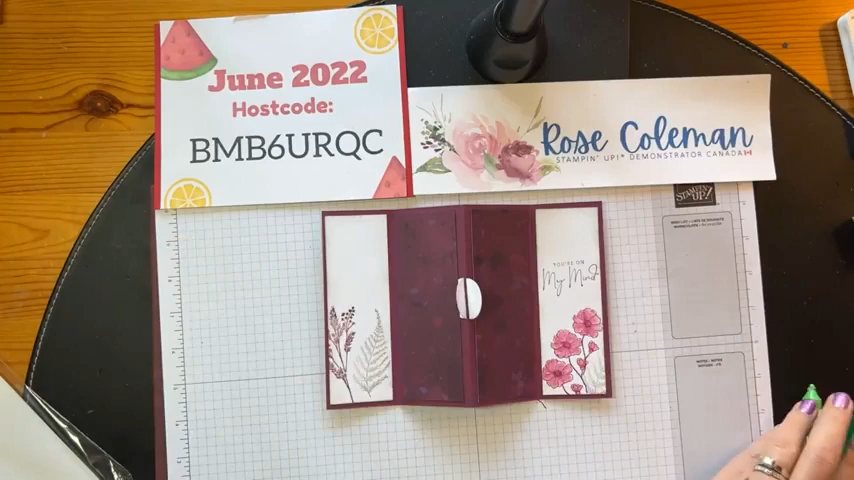 June 2022
Hostcode:
BMB6URQC
Rose Coleman
STAMPIN' UP!® DEMONSTRATOR CANADA
STAMPIN' UP!
YOU'RE ON
My Mind